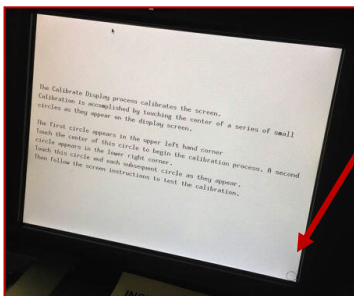 The Calibrate Display process calibrates the screen.
Calibration is accomplished by touching the center of a series of small
circles as they appear on the display screen.
The first circle appears in the upper left hand corner
Touch the center of this circle to begin the calibration process. A second
circle appears in the lower right corner.
Touch this circle and each subsequent circle as they appear.
Then follow the screen instructions to test the calibration.